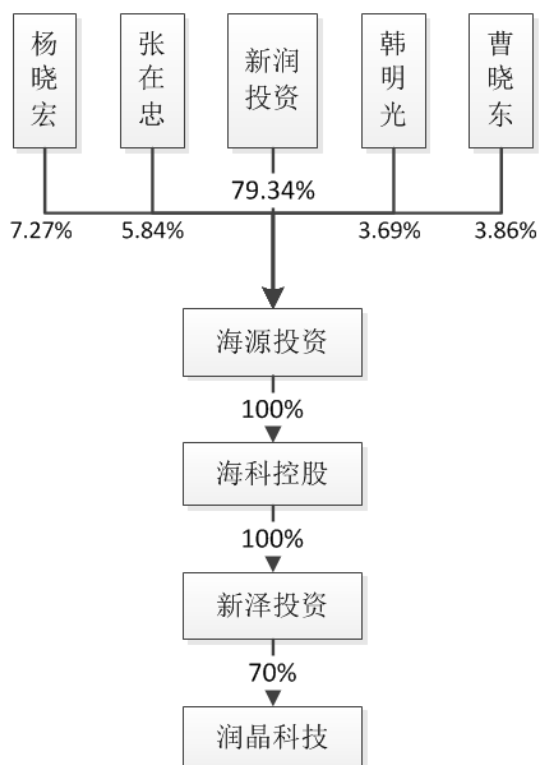 杨晓宏
张在忠
新润
投资
韩明光
曹晓东
79.34%
7.27%
5.84%
3.69%
3.86%
海源投资
100%
海科控股
100%
新泽投资
70%
润晶科技